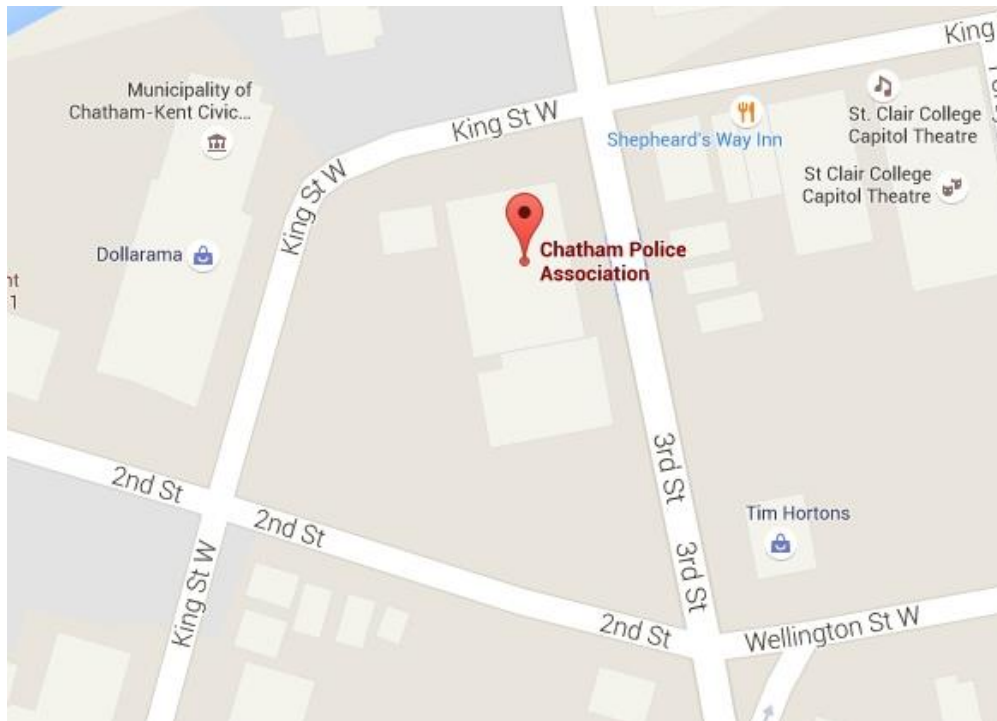 King
King St W
Municipality of
Chatham-Kent Civic...
Shepheard's Way Inn
St. Clair College
Capitol Theatre
St Clair College
Capitol Theatre
King St W
Dollarama
Chatham Police
Association
nt
1
3rd St
2nd St
2nd St
Tim Hortons
3rd St
King St W
2nd St
Wellington St W